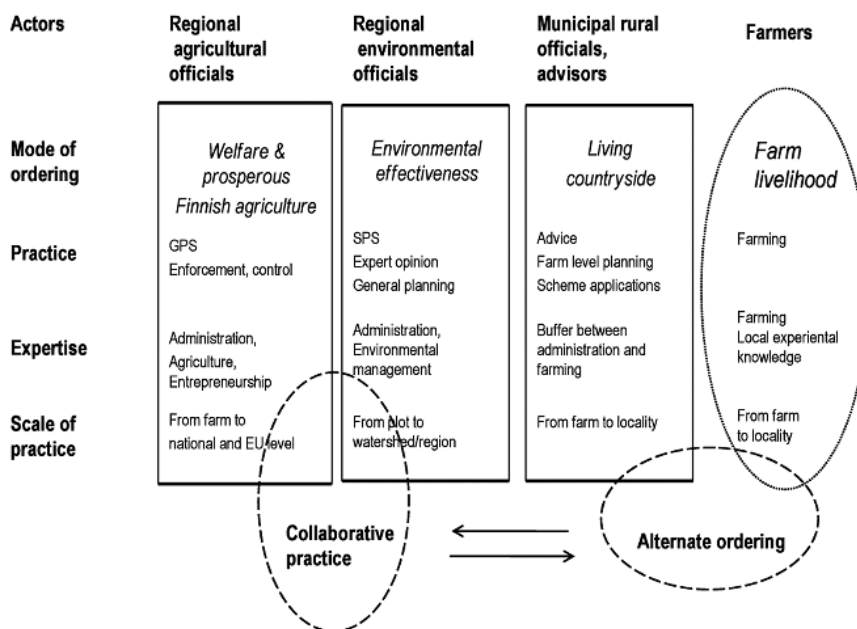 Actors
Regional
agricultural
officials
Regional
environmental
officials
Municipal rural
officials,
advisors
Farmers
Mode of
ordering
Welfare &
prosperous
Finnish agriculture
Environmental
effectiveness
Living
countryside
Farm
livelihood
Practice
GPS
Enforcement, control
SPS
Expert opinion
General planning
Advice
Farm level planning
Scheme applications
Farming
Expertise
Administration,
Agriculture,
Entrepreneurship
Administration,
Environmental
management
Buffer between
administration and
farming
Farming
Local experiental
knowledge
Scale of
practice
From farm to
national and EU level
From plot to
watershed/region
From farm to locality
From farm
to locality
Collaborative
practice
Alternate ordering